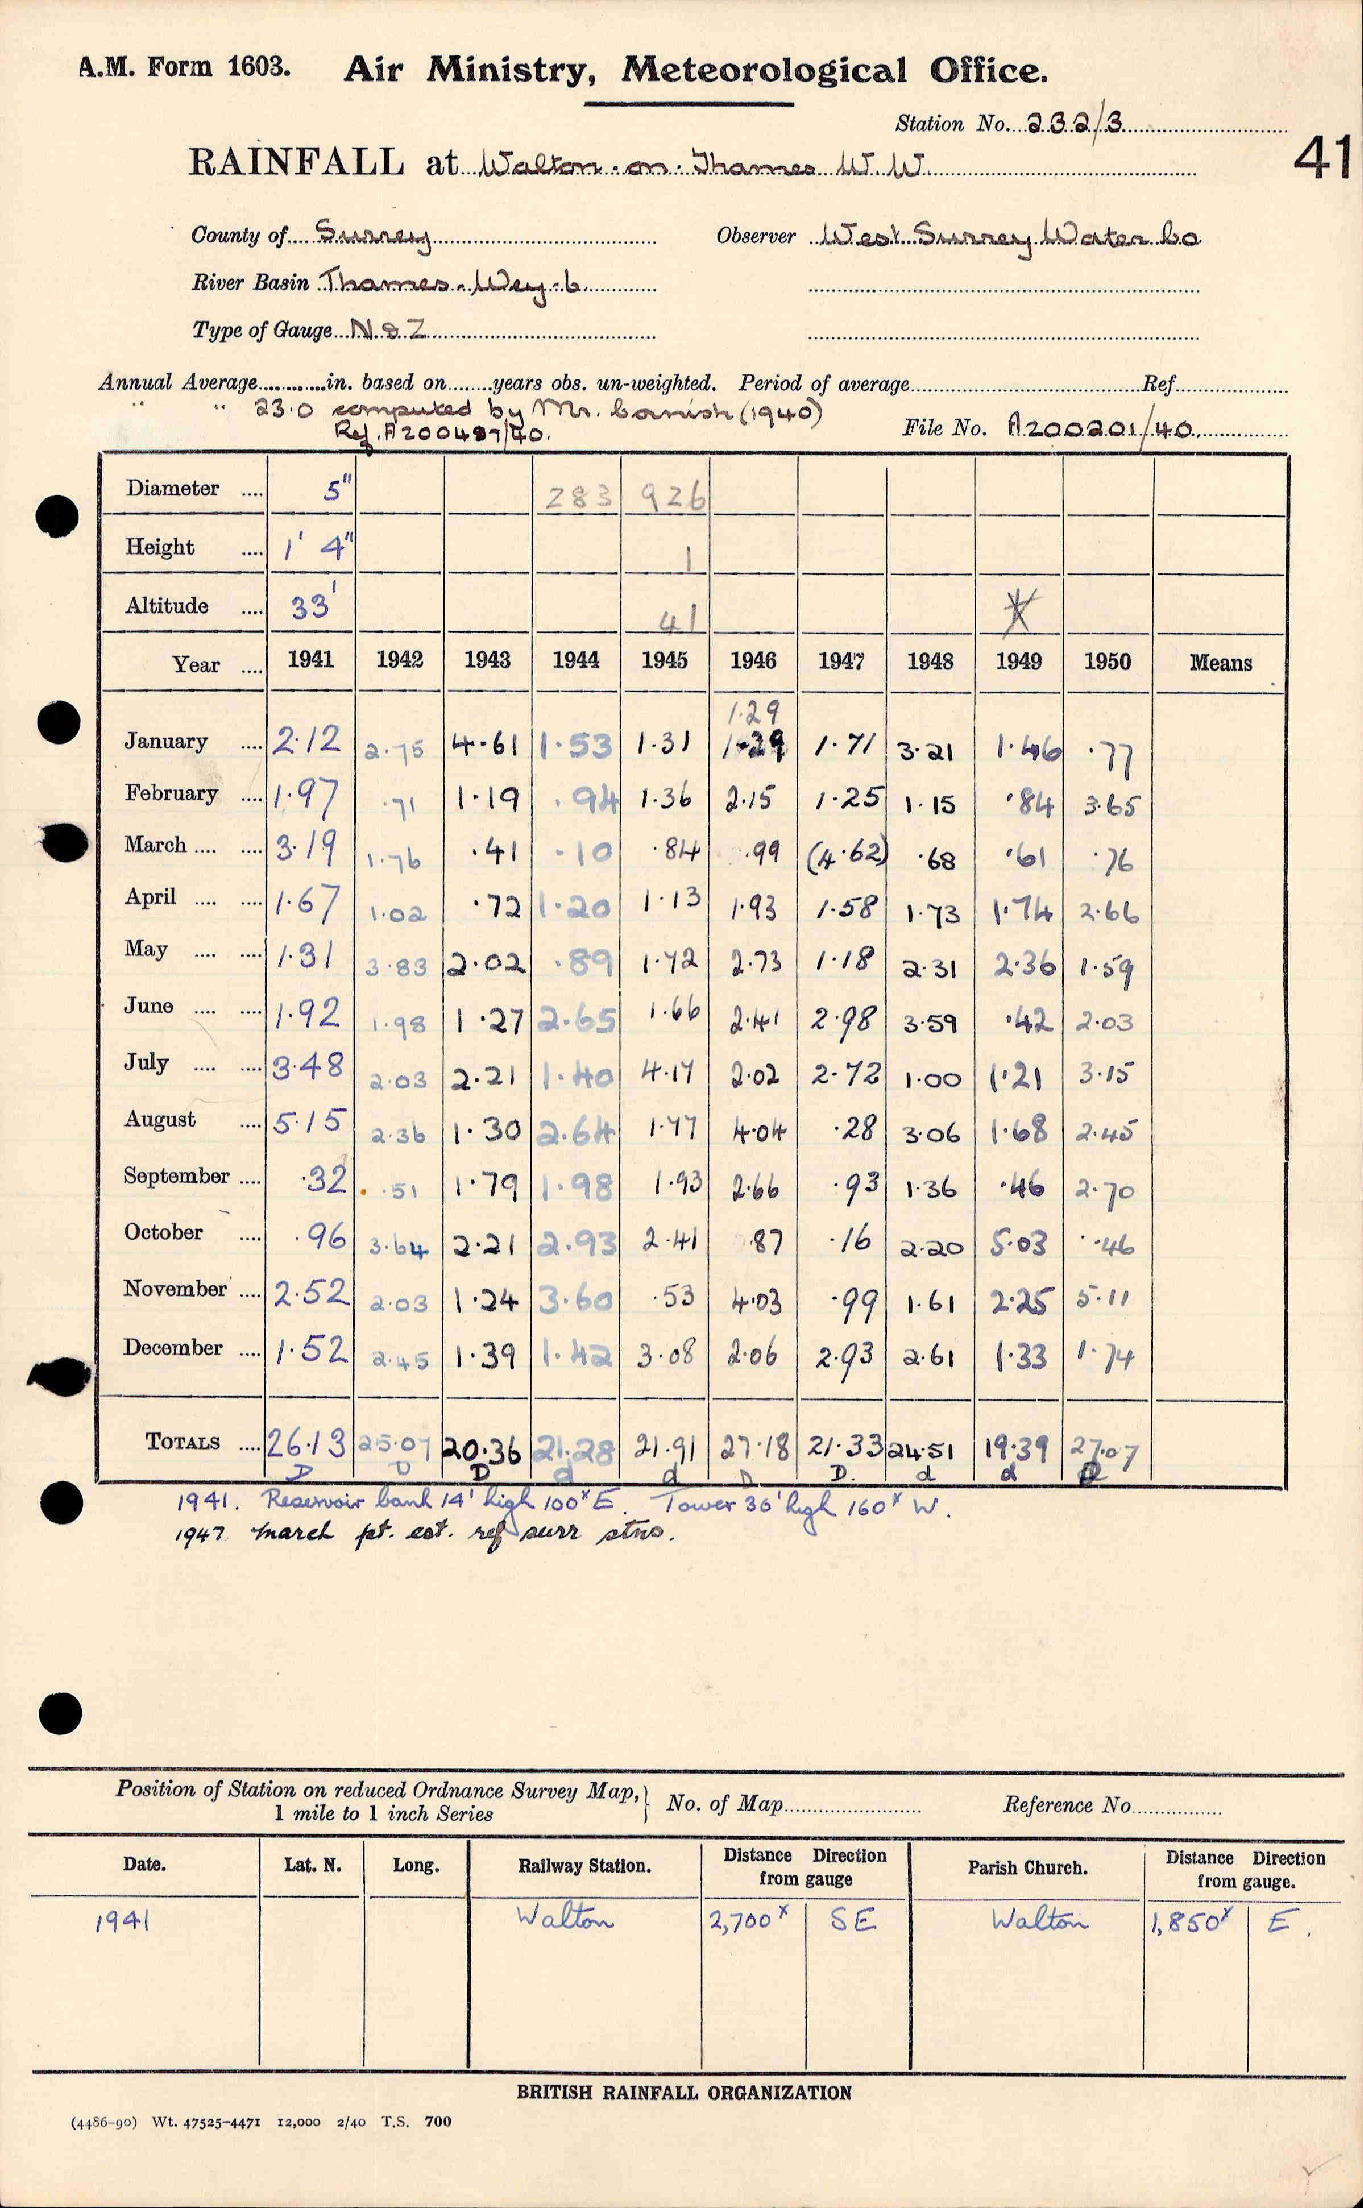 A.M. Form 1603. Air Ministry, Meteorological Office.
Station No. 232/3
41
RAINFALL at Walton-on-Thames W.W.
County of Surrey Observer West Surrey Water Co
River Basin Thames-Wey-b
Type of Gauge N & Z
Annual Average............in. based on........years obs. un-weighted. Period of average........Ref........
" " 23.0 computed by Mr. Cornish (1940)
Ref. A200487/40. File No. A200201/40
Diameter .... 5" 283 926
Height .... 1' 4" 1
Altitude .... 33' 41
Year .... 1941 1942 1943 1944 1945 1946 1947 1948 1949 1950 Means
1.29
January .... 2.12 2.75 4.61 1.53 1.31 1.29 1.71 3.21 1.46 .77
February .... 1.97 .71 1.19 .94 1.36 2.15 1.25 1.15 .84 3.65
March .... .... 3.19 1.76 .41 .10 .84 .99 (4.62) .68 .61 .76
April .... .... 1.67 1.02 .72 1.20 1.13 1.93 1.58 1.73 1.74 2.66
May .... .... 1.31 3.83 2.02 .89 1.72 2.73 1.18 2.31 2.36 1.59
June .... .... 1.92 1.98 1.27 2.65 1.66 2.41 2.98 3.59 .42 2.03
July .... .... 3.48 2.03 2.21 1.40 4.17 2.02 2.72 1.00 1.21 3.15
August .... 5.15 2.36 1.30 2.64 1.77 4.04 .28 3.06 1.68 2.45
September .... .32 .51 1.79 1.98 1.93 2.66 .93 1.36 .46 2.70
October .... .96 3.64 2.21 2.93 2.41 .87 .16 2.20 5.03 .46
November .... 2.52 2.03 1.24 3.60 .53 4.03 .99 1.61 2.25 5.11
December .... 1.52 2.45 1.39 1.42 3.08 2.06 2.93 2.61 1.33 1.74
TOTALS .... 26.13 25.07 20.36 21.28 21.91 27.18 21.33 24.51 19.39 27.07
D D D d d D D. d d D
1941. Reservoir bank 14' high 100x E. Tower 36' high 160x W.
1947 March pt. est. ref surr stns.
Position of Station on reduced Ordnance Survey Map, } No. of Map........ Reference No........
1 mile to 1 inch Series
Date. Lat. N. Long. Railway Station. Distance Direction from gauge Parish Church. Distance Direction from gauge.
1941 Walton 2,700x SE Walton 1,850x E.
BRITISH RAINFALL ORGANIZATION
(4486-90) Wt. 47525-4471 12,000 2/40 T.S. 700